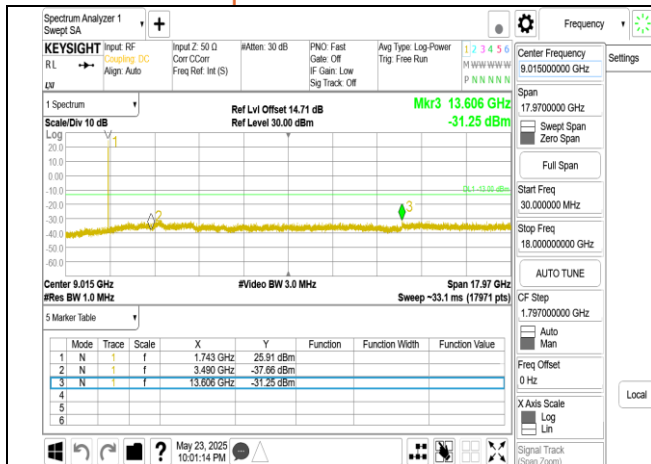 Spectrum Analyzer 1
Swept SA
Frequency
KEYSIGHT
RL
LXI
Input: RF
Coupling: DC
Align: Auto
Input Z: 50 Ω
Corr CCorr
Freq Ref: Int (S)
#Atten: 30 dB
PNO: Fast
Gate: Off
IF Gain: Low
Sig Track: Off
Avg Type: Log-Power
Trig: Free Run
1 2 3 4 5 6
M W W W W W
P N N N N N
Center Frequency
9.015000000 GHz
Settings
1 Spectrum
Scale/Div 10 dB
Ref Lvl Offset 14.71 dB
Ref Level 30.00 dBm
Mkr3 13.606 GHz
-31.25 dBm
Span
17.9700000 GHz
Swept Span
Zero Span
Full Span
Start Freq
30.000000 MHz
Stop Freq
18.000000000 GHz
AUTO TUNE
CF Step
1.797000000 GHz
Auto
Man
Freq Offset
0 Hz
X Axis Scale
Log
Lin
Local
Signal Track
(Span Zoom)
Log
20.0
10.0
0.00
-10.0
-20.0
-30.0
-40.0
-50.0
-60.0
1
2
3
DL1 -13.00 dBm
Center 9.015 GHz
#Res BW 1.0 MHz
#Video BW 3.0 MHz
Span 17.97 GHz
Sweep ~33.1 ms (17971 pts)
5 Marker Table
Mode Trace Scale X Y Function Function Width Function Value
1 N 1 f 1.743 GHz 25.91 dBm
2 N 1 f 3.490 GHz -37.66 dBm
3 N 1 f 13.606 GHz -31.25 dBm
4
5
6
?
May 23, 2025
10:01:14 PM